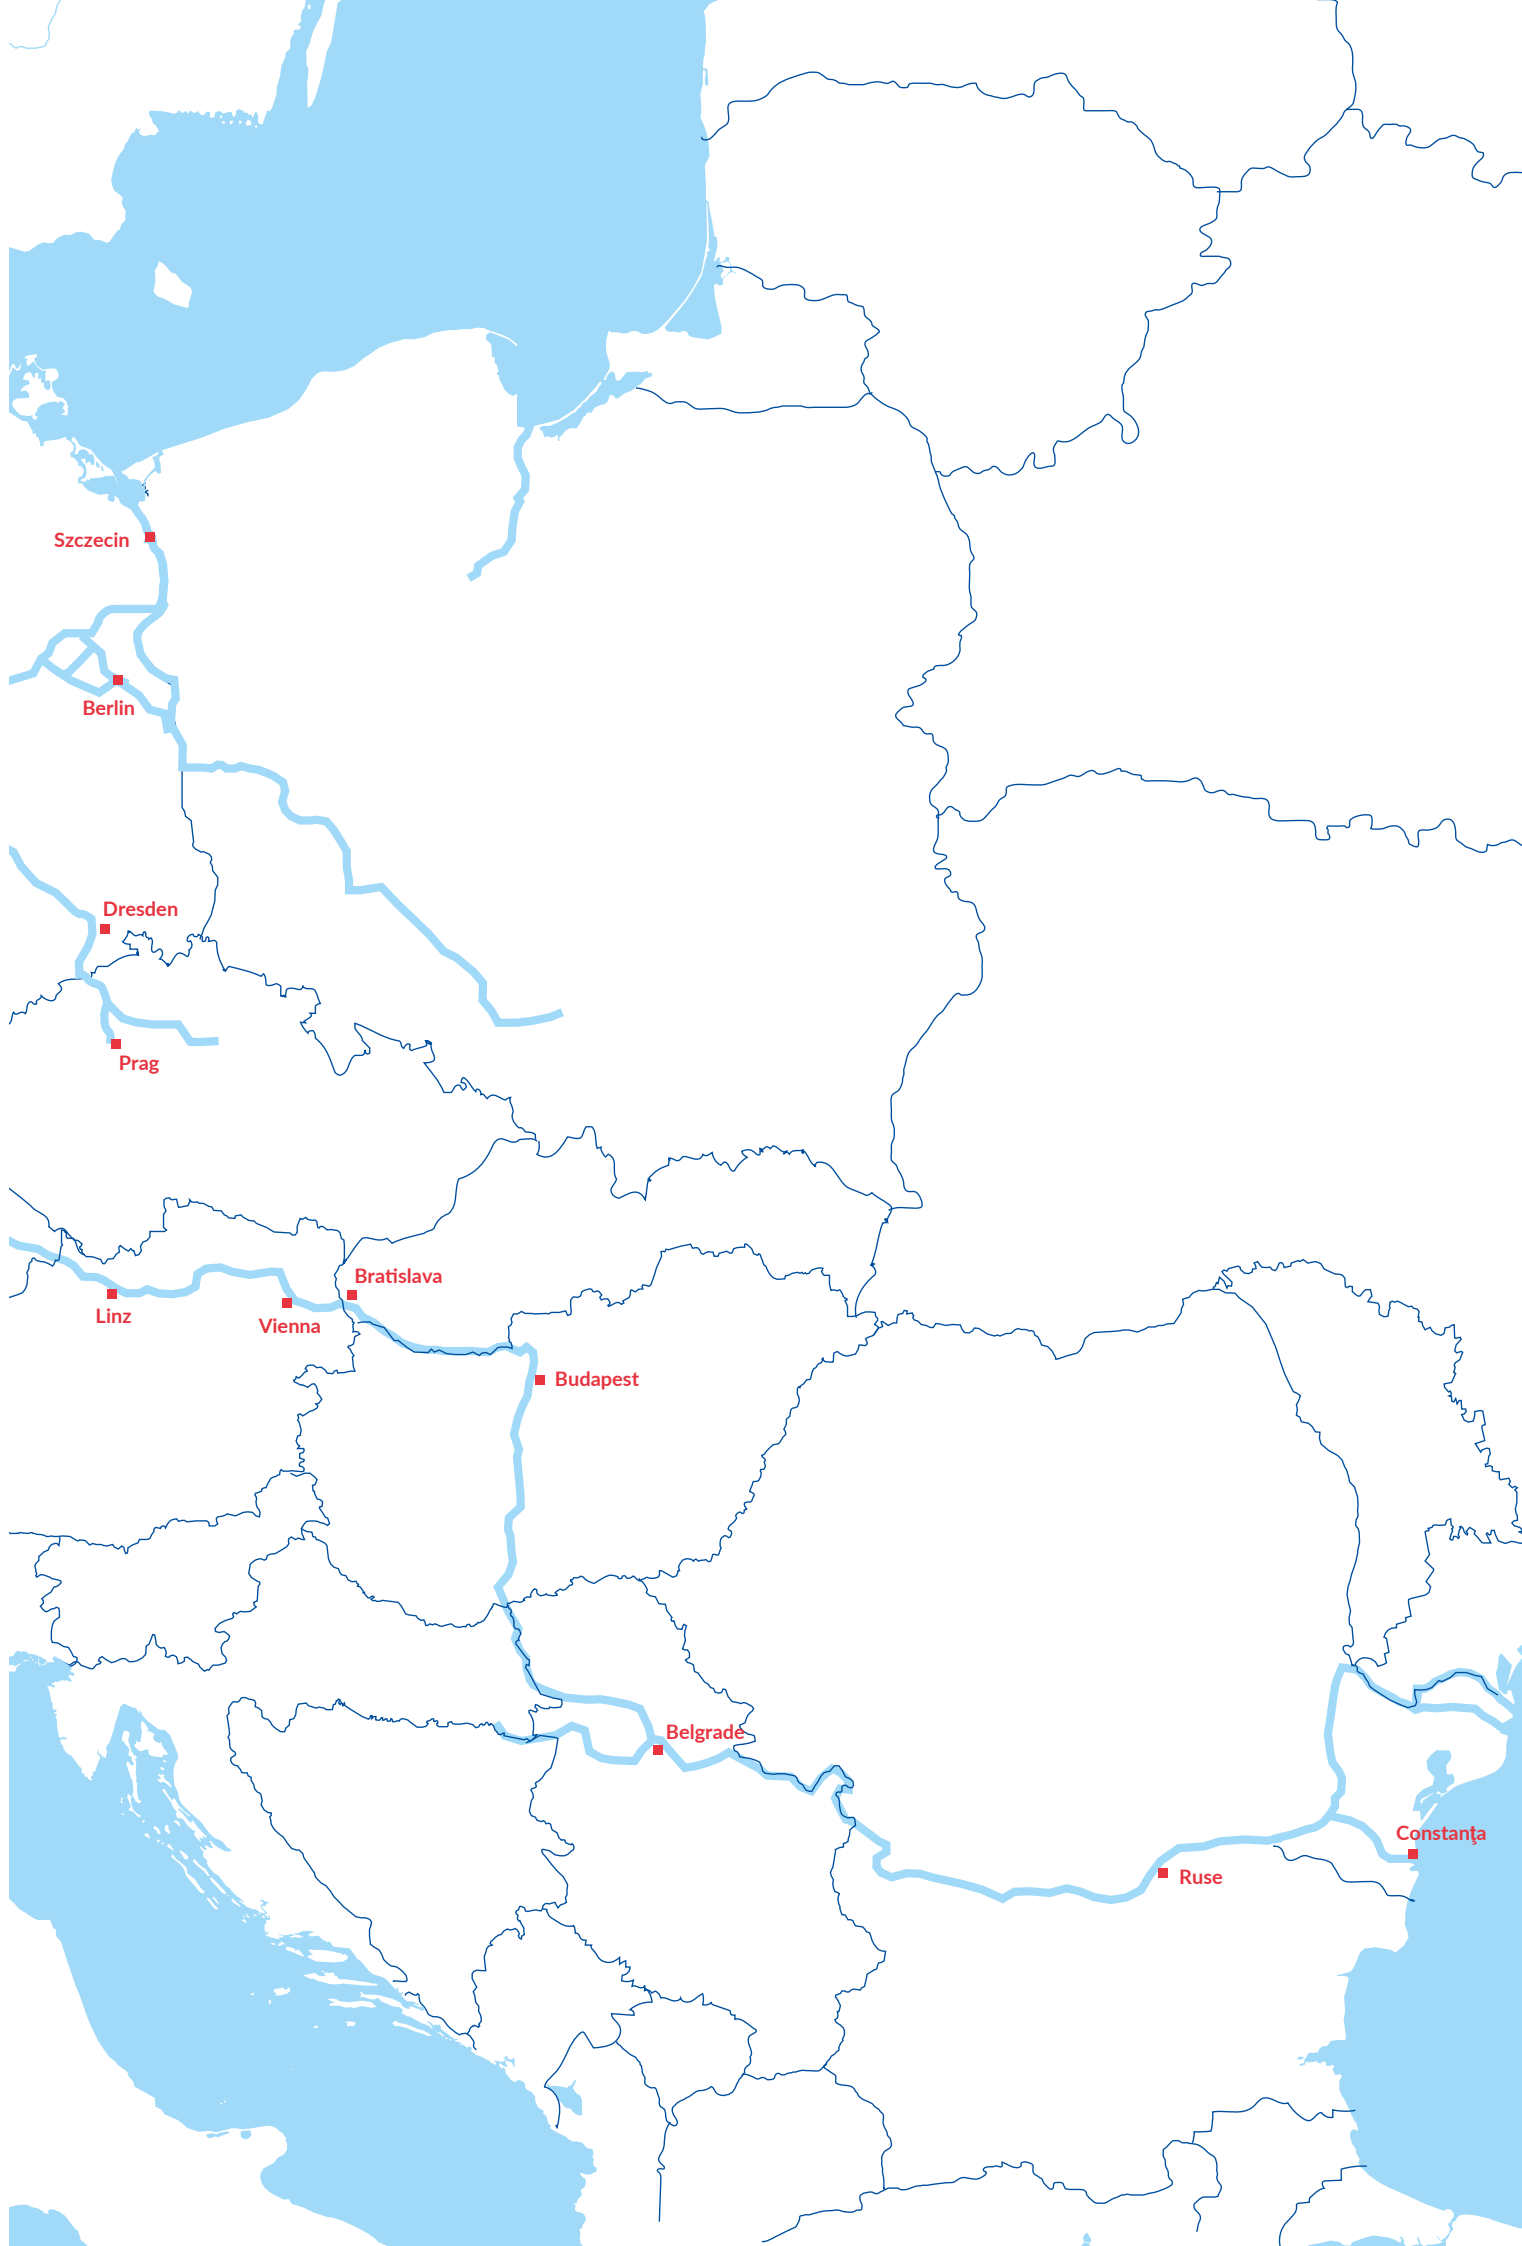 Szczecin
Berlin
Dresden
Prag
Bratislava
Linz
Vienna
Budapest
Belgrade
Constanţa
Ruse